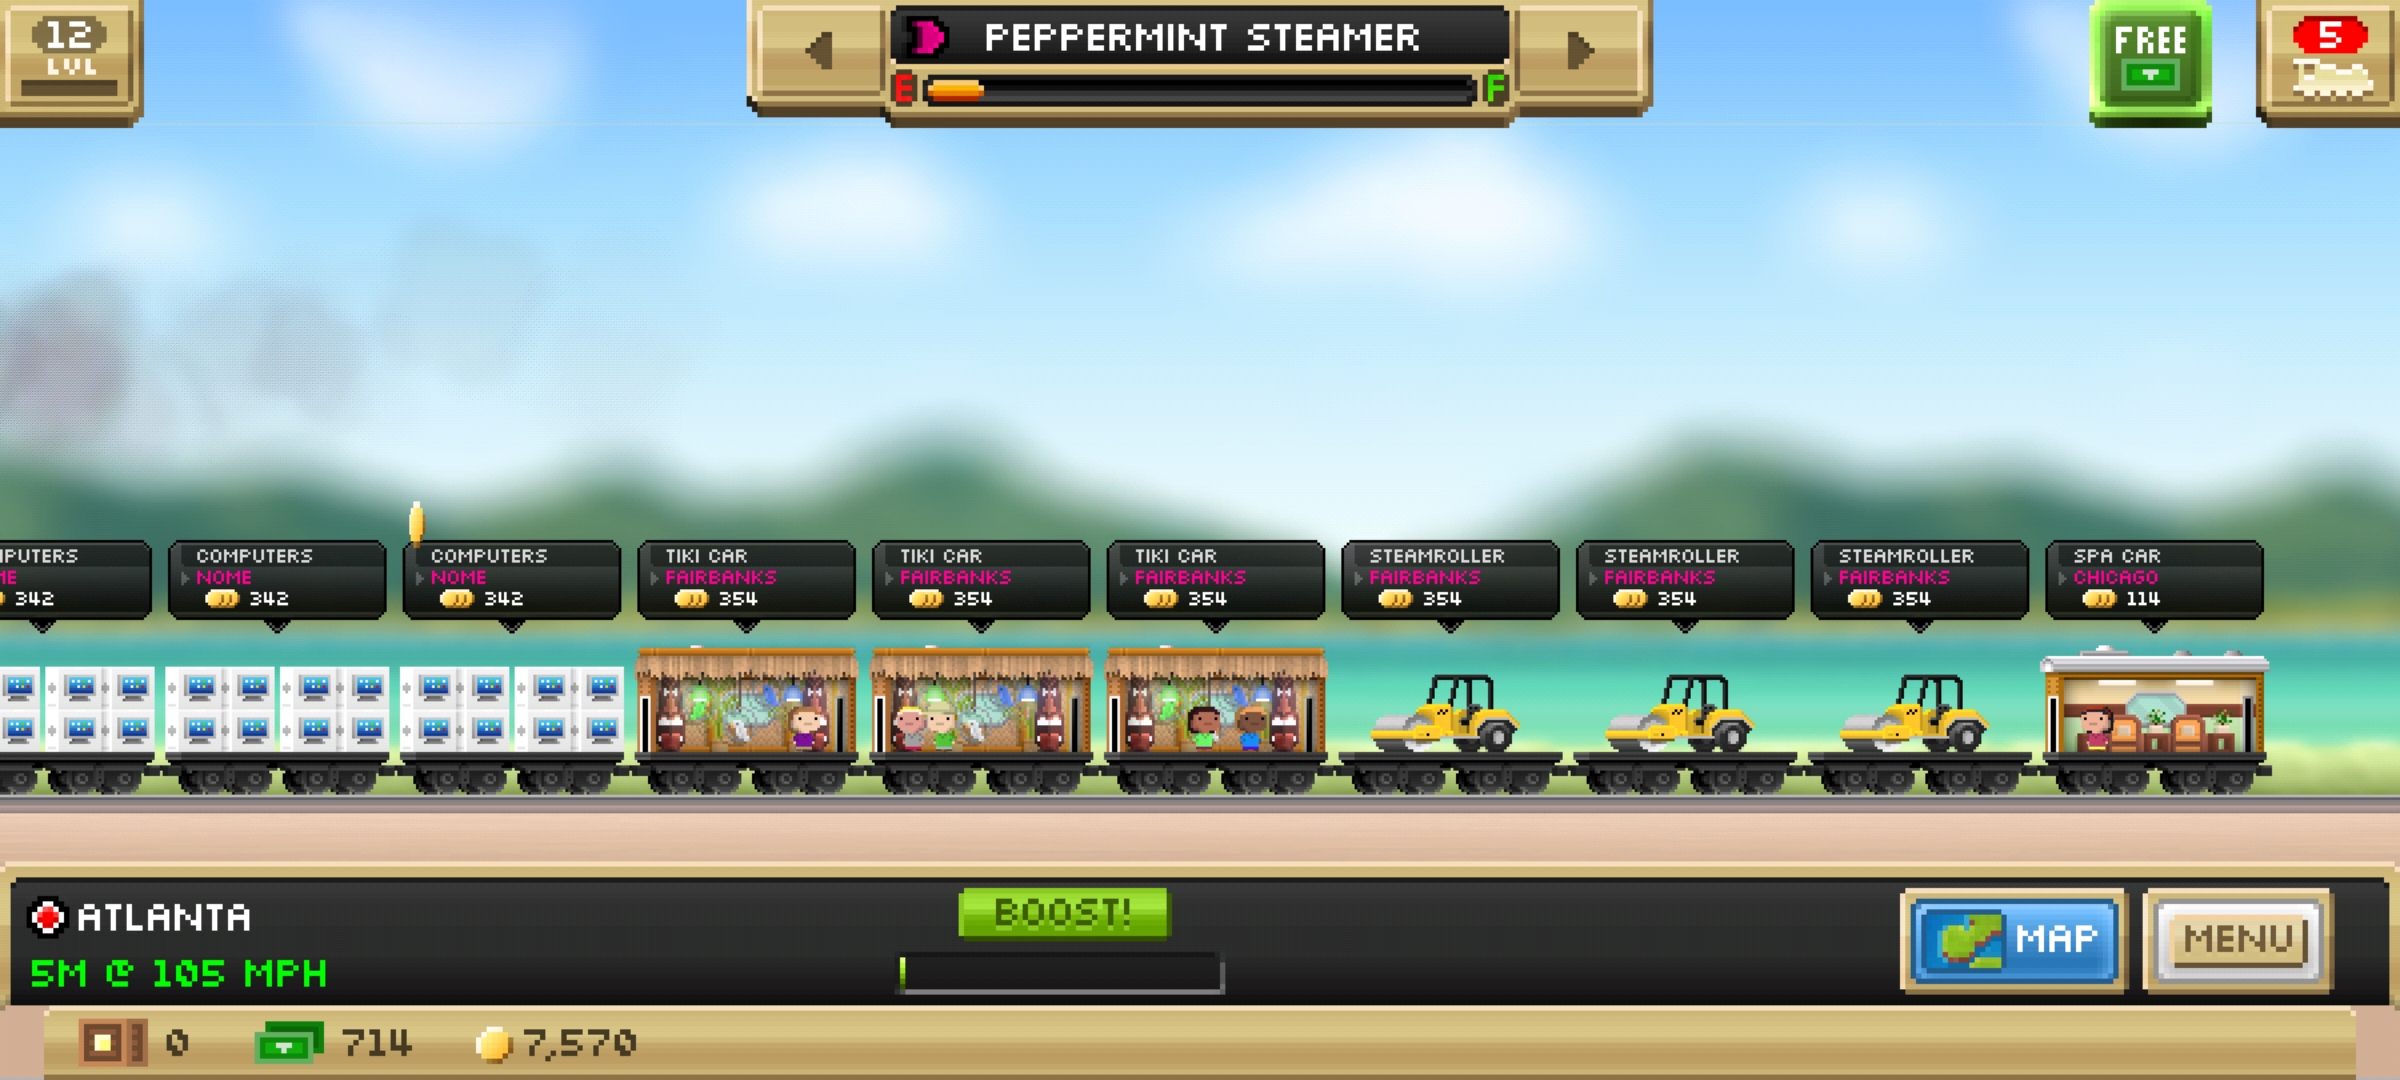 12
LVL
PEPPERMINT STEAMER
E F
FREE
5
PUTERS
342
COMPUTERS
NOME
342
COMPUTERS
NOME
342
TIKI CAR
FAIRBANKS
354
TIKI CAR
FAIRBANKS
354
TIKI CAR
FAIRBANKS
354
STEAMROLLER
FAIRBANKS
354
STEAMROLLER
FAIRBANKS
354
STEAMROLLER
FAIRBANKS
354
SPA CAR
CHICAGO
114
ATLANTA
5M @ 105 MPH
BOOST!
MAP
MENU
0 714 7,570